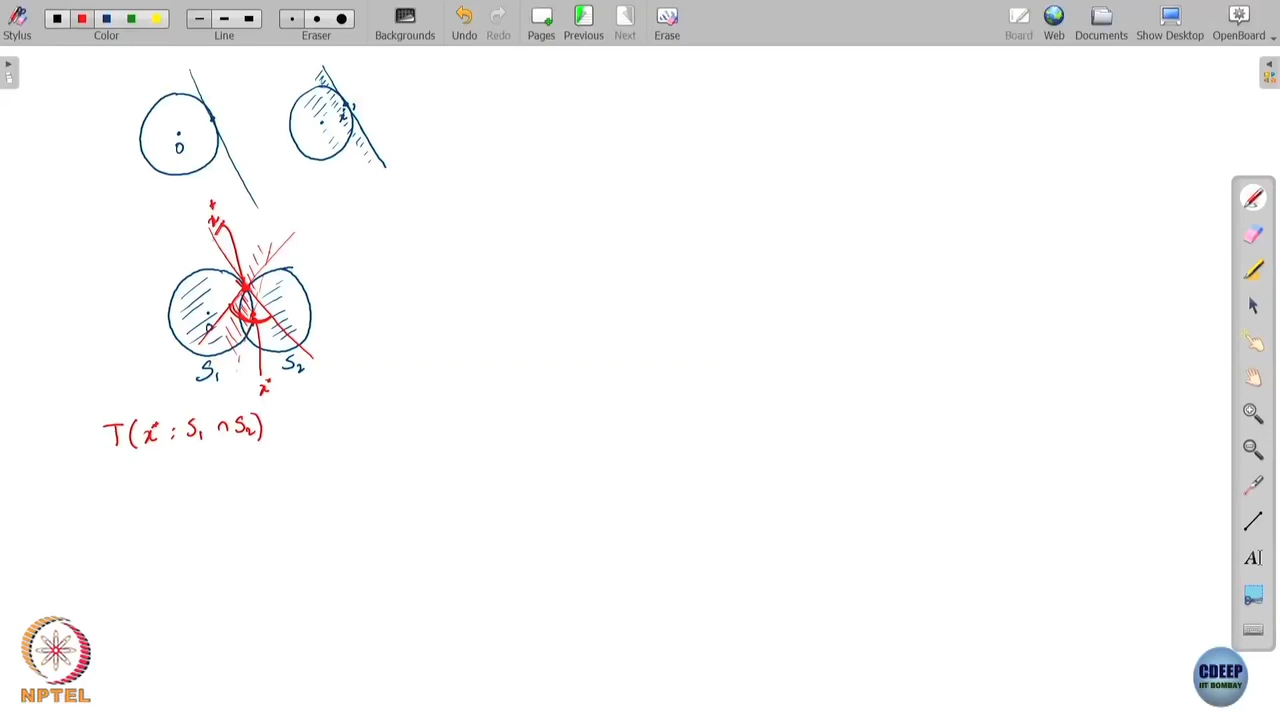 Stylus Color Line Eraser Backgrounds Undo Redo Pages Previous Next Erase Board Web Documents Show Desktop OpenBoard
O
x*
x*
O
S₁
S₂
x*
T(x* : S₁ ∩ S₂)
NPTEL
CDEEP
IIT BOMBAY